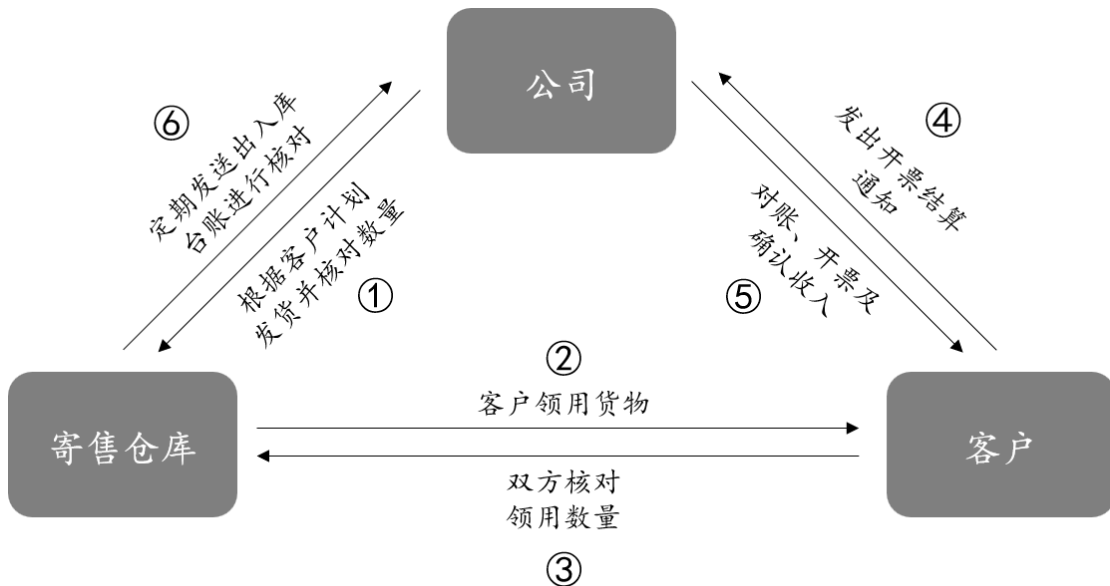 公司
⑥
定期发送出入库
台账进行核对
根据客户计划
发货并核对数量
①
④
发出开票结算
通知
对账、开票及
确认收入
⑤
②
客户领用货物
寄售仓库
客户
双方核对
领用数量
③